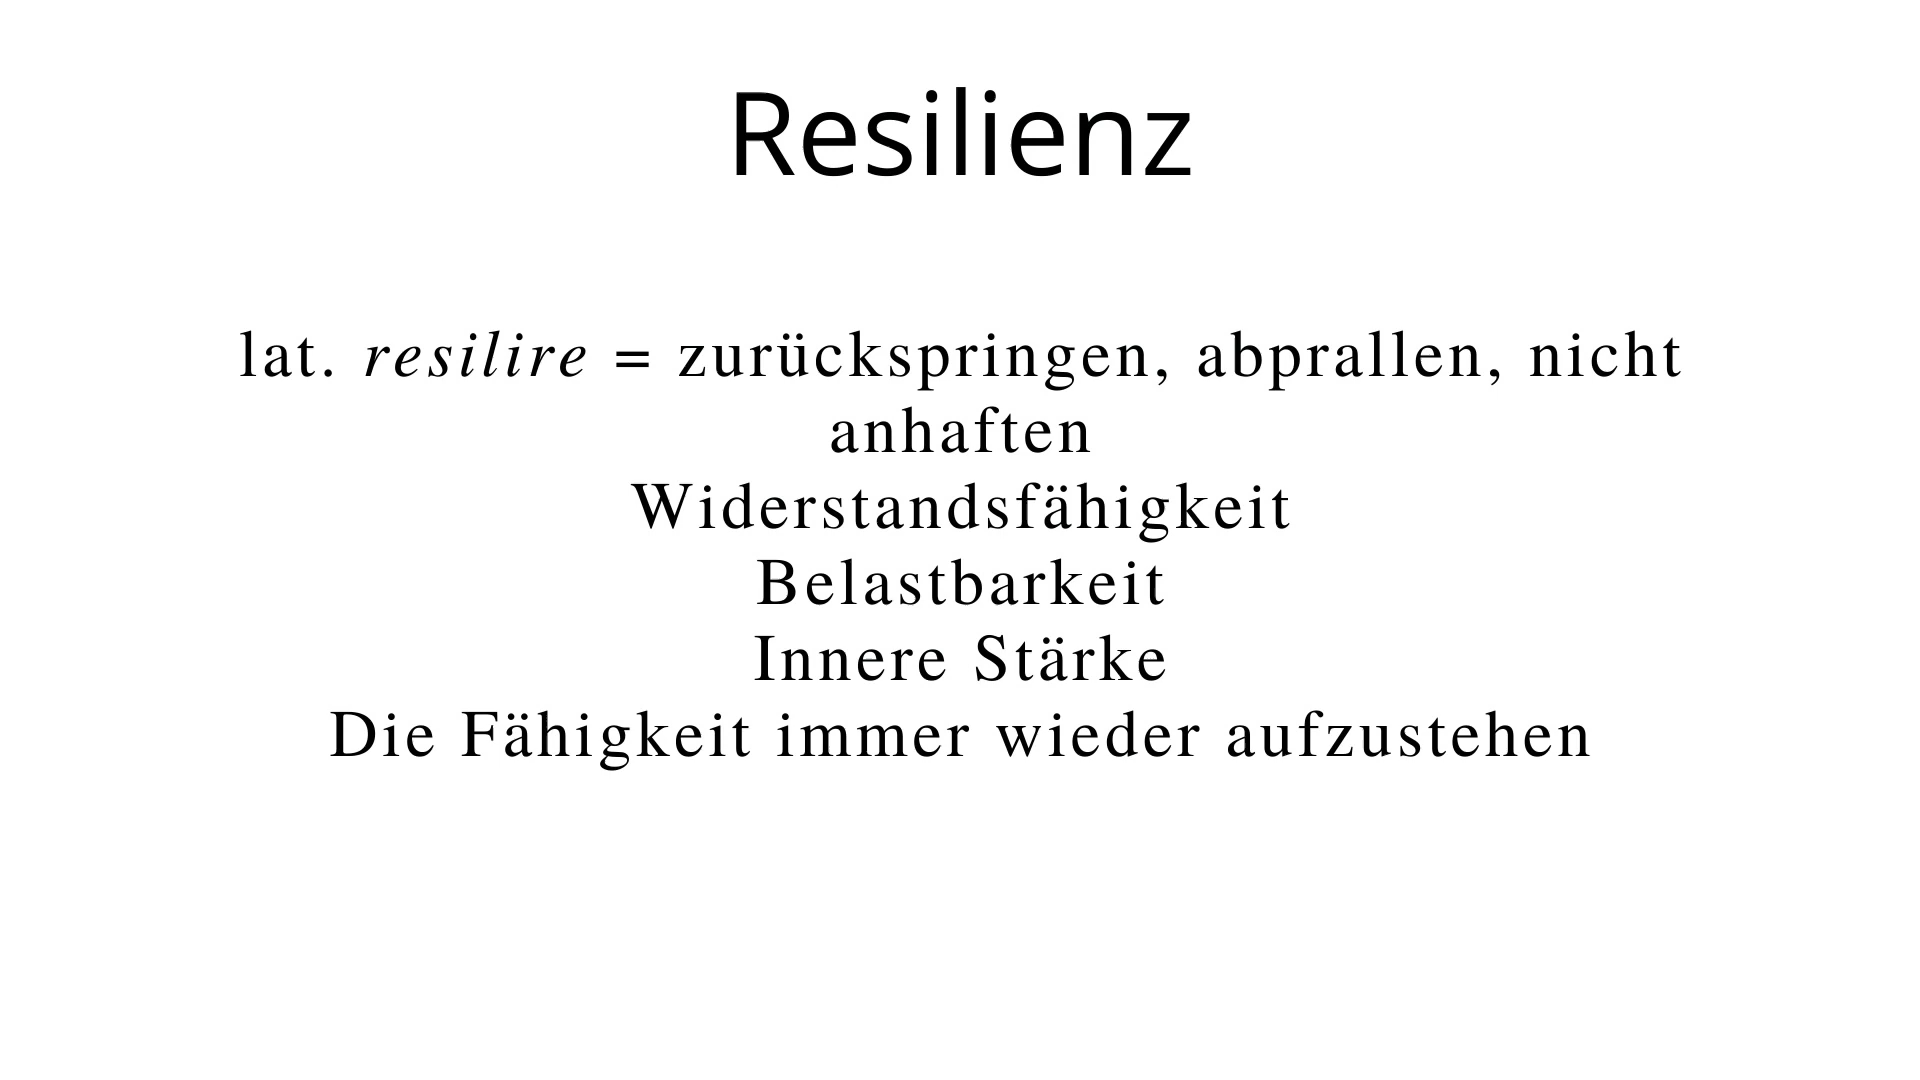 Resilienz
lat. resilire = zurückspringen, abprallen, nicht
anhaften
Widerstandsfähigkeit
Belastbarkeit
Innere Stärke
Die Fähigkeit immer wieder aufzustehen